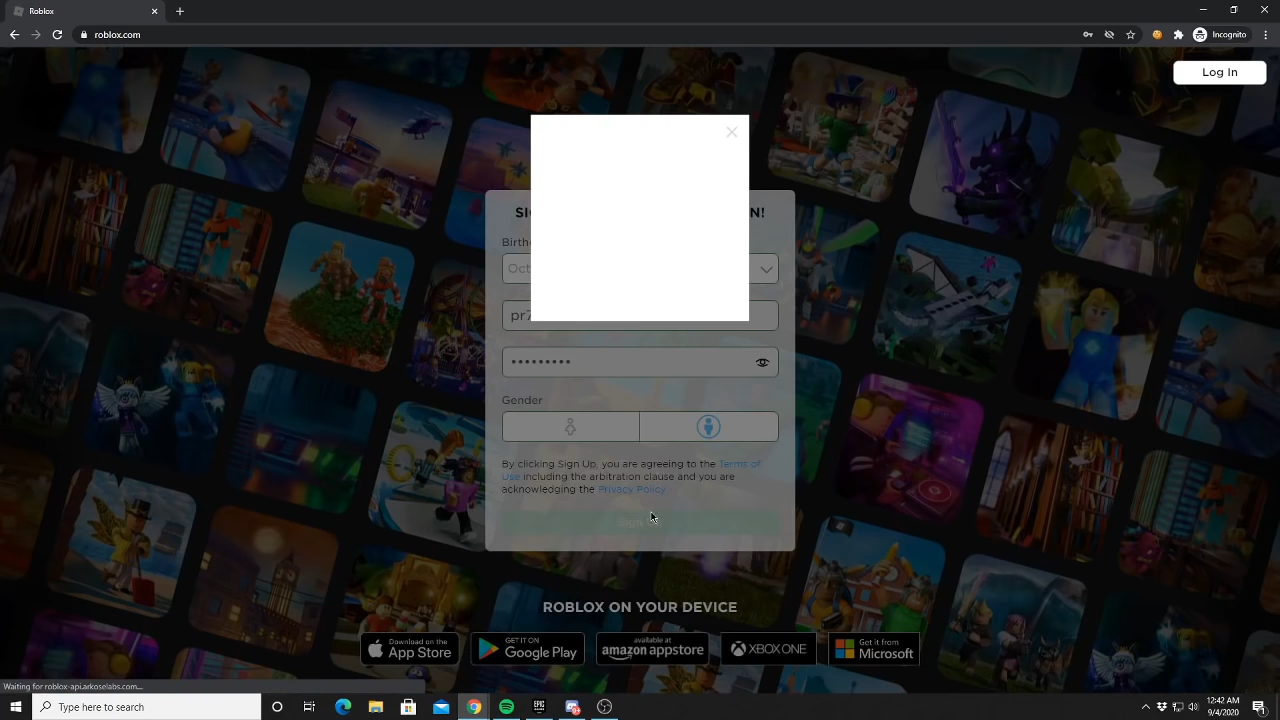 Roblox
roblox.com
Incognito
Log In
Gender
By clicking Sign Up, you are agreeing to the Terms of
Use including the arbitration clause and you are
acknowledging the Privacy Policy
ROBLOX ON YOUR DEVICE
Download on the
App Store
GET IT ON
Google Play
available at
amazon appstore
XBOX ONE
Get it from
Microsoft
Waiting for roblox-api.arkoselabs.com...
Type here to search
EPIC
12:42 AM
9/4/2020